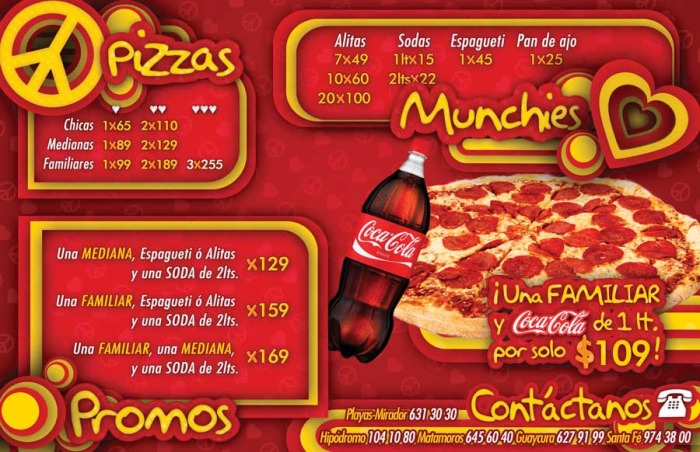 Pizzas
♥ ♥♥ ♥♥♥
Chicas 1x65 2x110
Medianas 1x89 2x129
Familiares 1x99 2x189 3x255
Alitas Sodas Espagueti Pan de ajo
7x49 1ltx15 1x45 1x25
10x60 2ltsx22
20x100
Munchies
Una MEDIANA, Espagueti ó Alitas
y una SODA de 2lts. x129
Una FAMILIAR, Espagueti ó Alitas
y una SODA de 2lts. x159
Una FAMILIAR, una MEDIANA,
y una SODA de 2lts. x169
Promos
Coca-Cola
¡Una FAMILIAR
y Coca-Cola de 1 lt.
por solo $109!
Contáctanos
Playas-Mirador 631 30 30
Hipódromo 104 10 80 Matamoros 645 60 40 Guaycura 627 91 99 Santa Fé 974 38 00